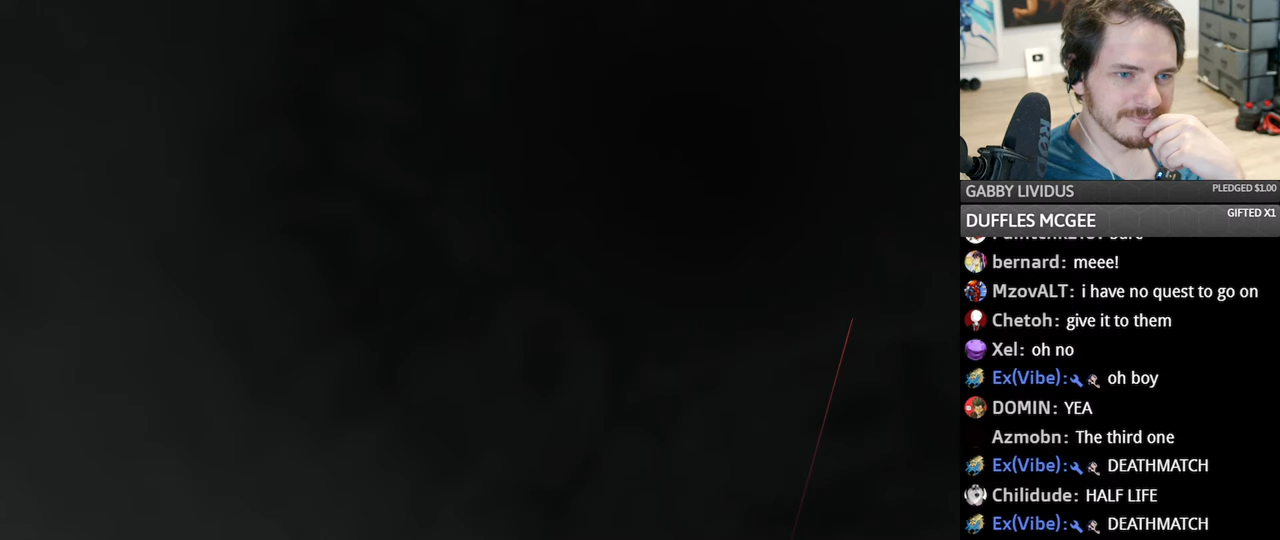 RØDE
GABBY LIVIDUS
PLEDGED $1.00
DUFFLES MCGEE
GIFTED X1
bernard: meee!
MzovALT: i have no quest to go on
Chetoh: give it to them
Xel: oh no
Ex(Vibe): oh boy
DOMIN: YEA
Azmobn: The third one
Ex(Vibe): DEATHMATCH
Chilidude: HALF LIFE
Ex(Vibe): DEATHMATCH